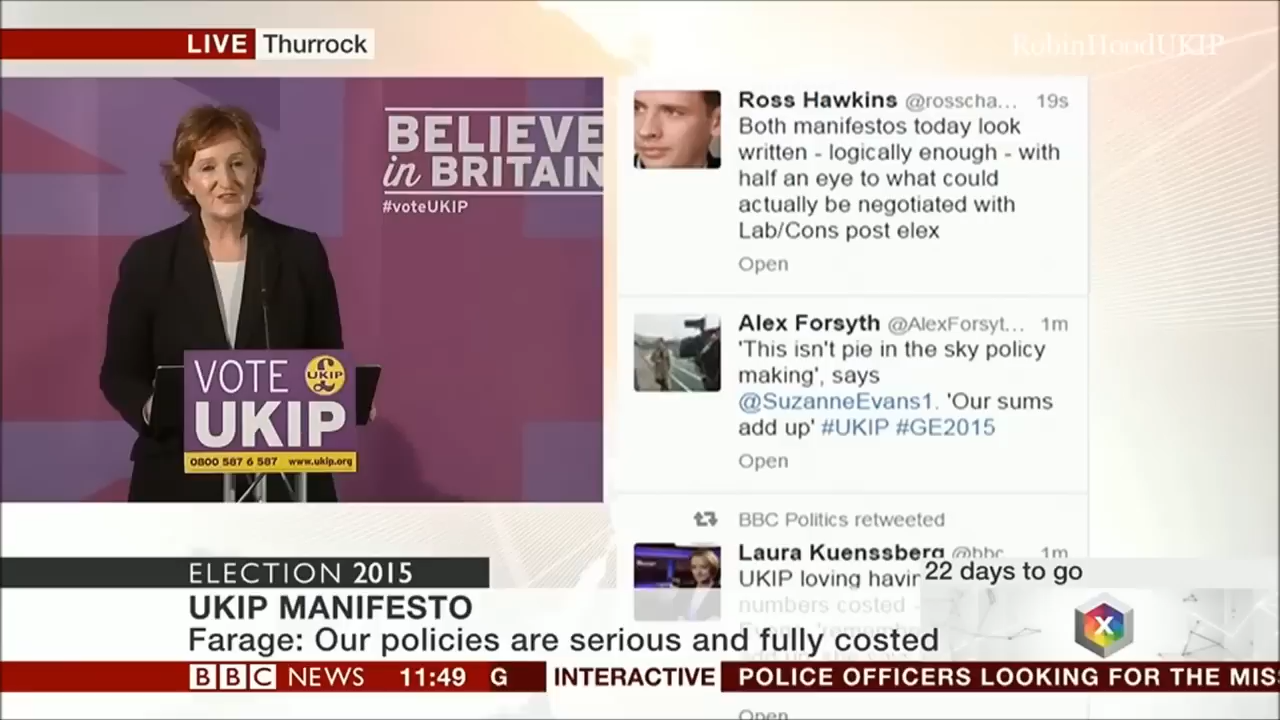 LIVE Thurrock
RobinHoodUKIP
BELIEVE
in BRITAIN
#voteUKIP
VOTE
UKIP
UKIP
0800 587 6 587 www.ukip.org
Ross Hawkins @rosscha... 19s
Both manifestos today look
written - logically enough - with
half an eye to what could
actually be negotiated with
Lab/Cons post elex
Open
Alex Forsyth @AlexForsyt... 1m
'This isn't pie in the sky policy
making', says
@SuzanneEvans1. 'Our sums
add up' #UKIP #GE2015
Open
BBC Politics retweeted
Laura Kuenssberg @bbc 1m
UKIP loving havin
numbers costed -
Open
22 days to go
X
ELECTION 2015
UKIP MANIFESTO
Farage: Our policies are serious and fully costed
BBC NEWS 11:49 G INTERACTIVE POLICE OFFICERS LOOKING FOR THE MIS